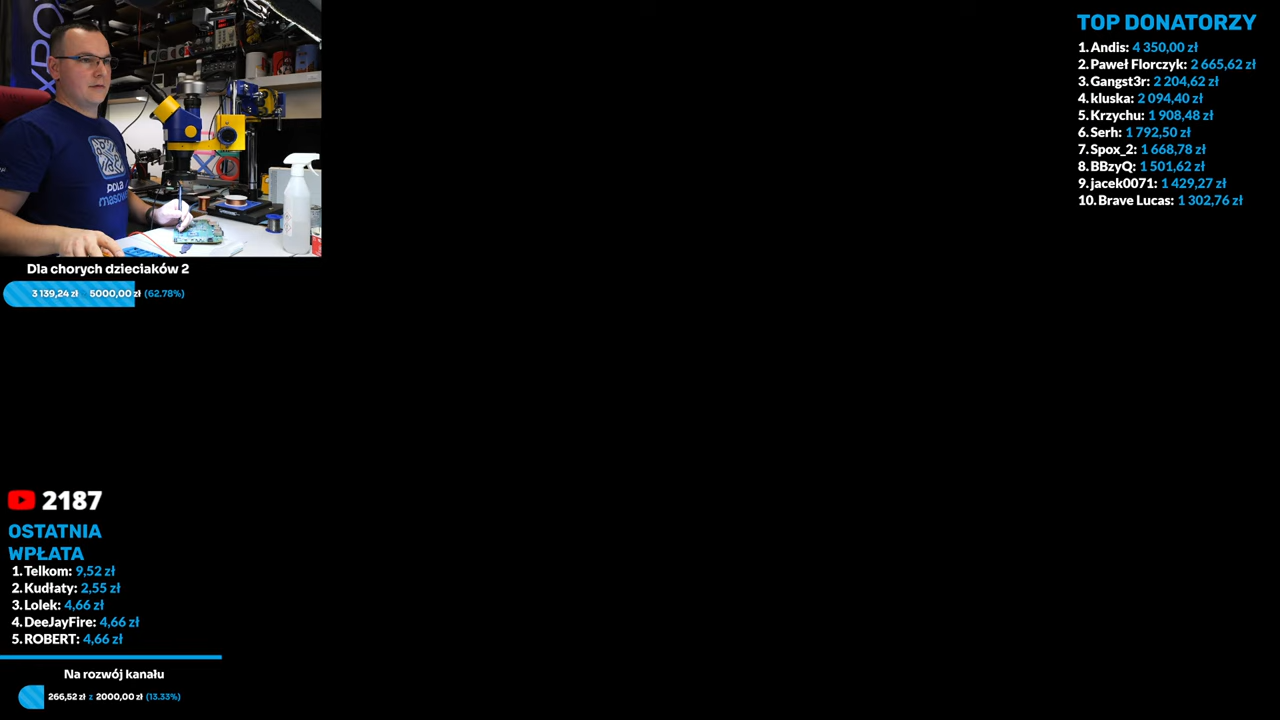 TOP DONATORZY
1. Andis: 4 350,00 zł
2. Paweł Florczyk: 2 665,62 zł
3. Gangst3r: 2 204,62 zł
4. kluska: 2 094,40 zł
5. Krzychu: 1 908,48 zł
6. Serh: 1 792,50 zł
7. Spox_2: 1 668,78 zł
8. BBzyQ: 1 501,62 zł
9. jacek0071: 1 429,27 zł
10. Brave Lucas: 1 302,76 zł
POLA
masowe
Dla chorych dzieciaków 2
3 139,24 zł 5000,00 zł (62.78%)
2187
OSTATNIA
WPŁATA
1. Telkom: 9,52 zł
2. Kudłaty: 2,55 zł
3. Lolek: 4,66 zł
4. DeeJayFire: 4,66 zł
5. ROBERT: 4,66 zł
Na rozwój kanału
266,52 zł z 2000,00 zł (13.33%)